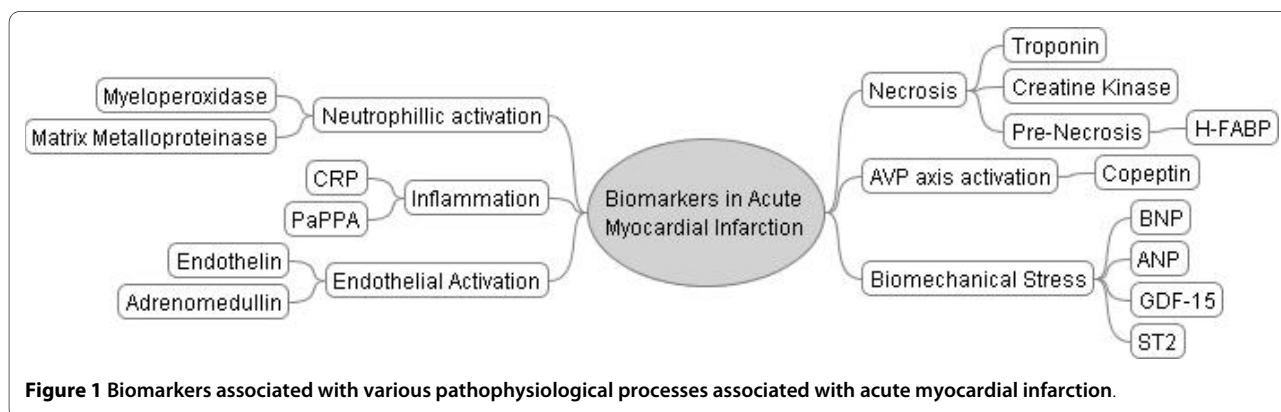 Myeloperoxidase
Matrix Metalloproteinase
Neutrophillic activation
CRP
PaPPA
Inflammation
Endothelin
Adrenomedullin
Endothelial Activation
Biomarkers in Acute
Myocardial Infarction
Necrosis
Troponin
Creatine Kinase
Pre-Necrosis
H-FABP
AVP axis activation
Copeptin
Biomechanical Stress
BNP
ANP
GDF-15
ST2
Figure 1 Biomarkers associated with various pathophysiological processes associated with acute myocardial infarction.